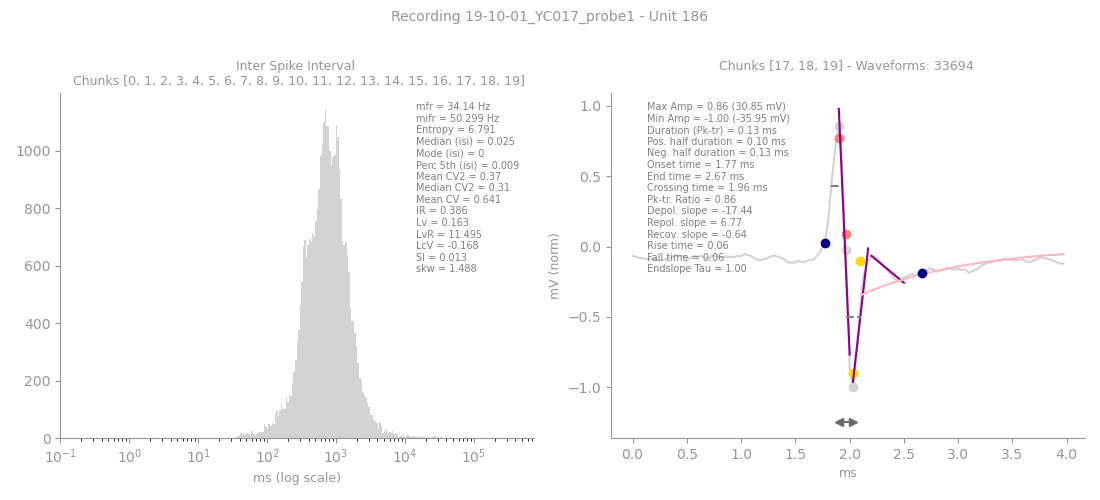 Recording 19-10-01_YC017_probe1 - Unit 186
Inter Spike Interval
Chunks [0, 1, 2, 3, 4, 5, 6, 7, 8, 9, 10, 11, 12, 13, 14, 15, 16, 17, 18, 19]
mfr = 34.14 Hz
mifr = 50.299 Hz
Entropy = 6.791
Median (isi) = 0.025
Mode (isi) = 0
Perc 5th (isi) = 0.009
Mean CV2 = 0.37
Median CV2 = 0.31
Mean CV = 0.641
IR = 0.386
Lv = 0.163
LvR = 11.495
LcV = -0.168
SI = 0.013
skw = 1.488
1000
800
600
400
200
0
10⁻¹ 10⁰ 10¹ 10² 10³ 10⁴ 10⁵
ms (log scale)
Chunks [17, 18, 19] - Waveforms: 33694
Max Amp = 0.86 (30.85 mV)
Min Amp = -1.00 (-35.95 mV)
Duration (Pk-tr) = 0.13 ms
Pos. half duration = 0.10 ms
Neg. half duration = 0.13 ms
Onset time = 1.77 ms
End time = 2.67 ms
Crossing time = 1.96 ms
Pk-tr. Ratio = 0.86
Depol. slope = -17.44
Repol. slope = 6.77
Recov. slope = -0.64
Rise time = 0.06
Fall time = 0.06
Endslope Tau = 1.00
mV (norm)
1.0
0.5
0.0
−0.5
−1.0
0.0 0.5 1.0 1.5 2.0 2.5 3.0 3.5 4.0
ms